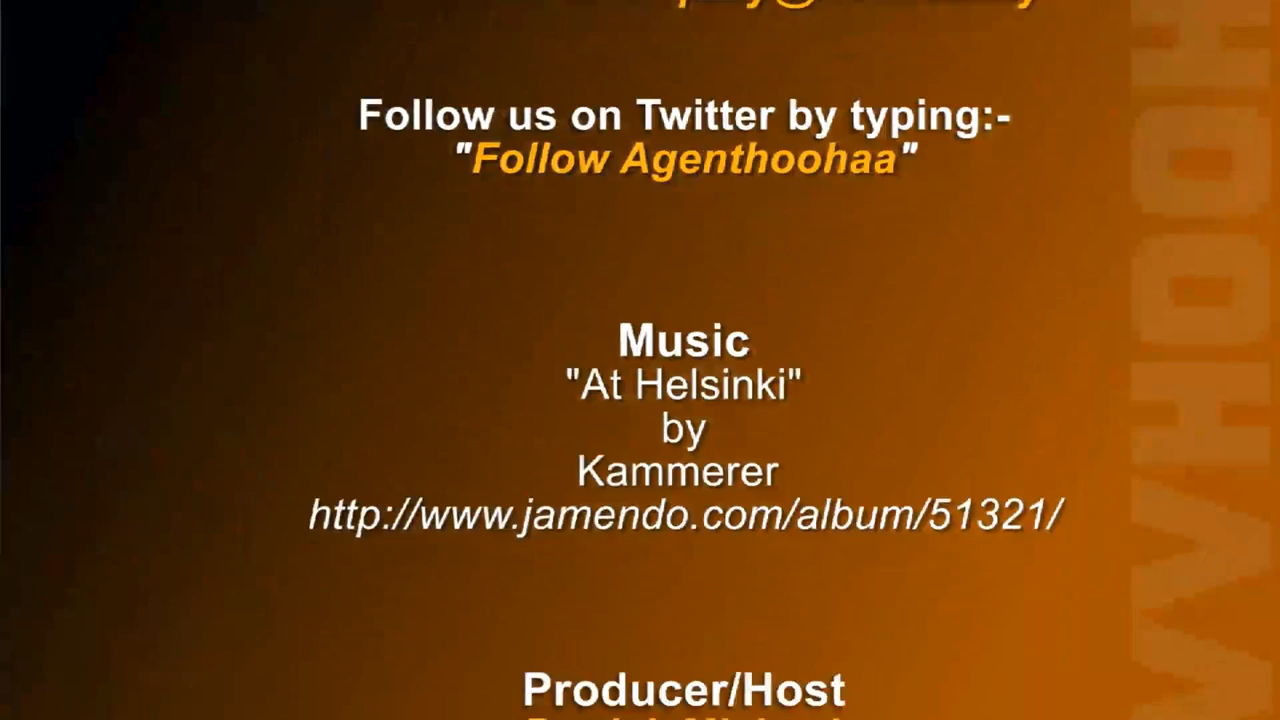 Follow us on Twitter by typing:-
"Follow Agenthoohaa"
Music
"At Helsinki"
by
Kammerer
http://www.jamendo.com/album/51321/
Producer/Host